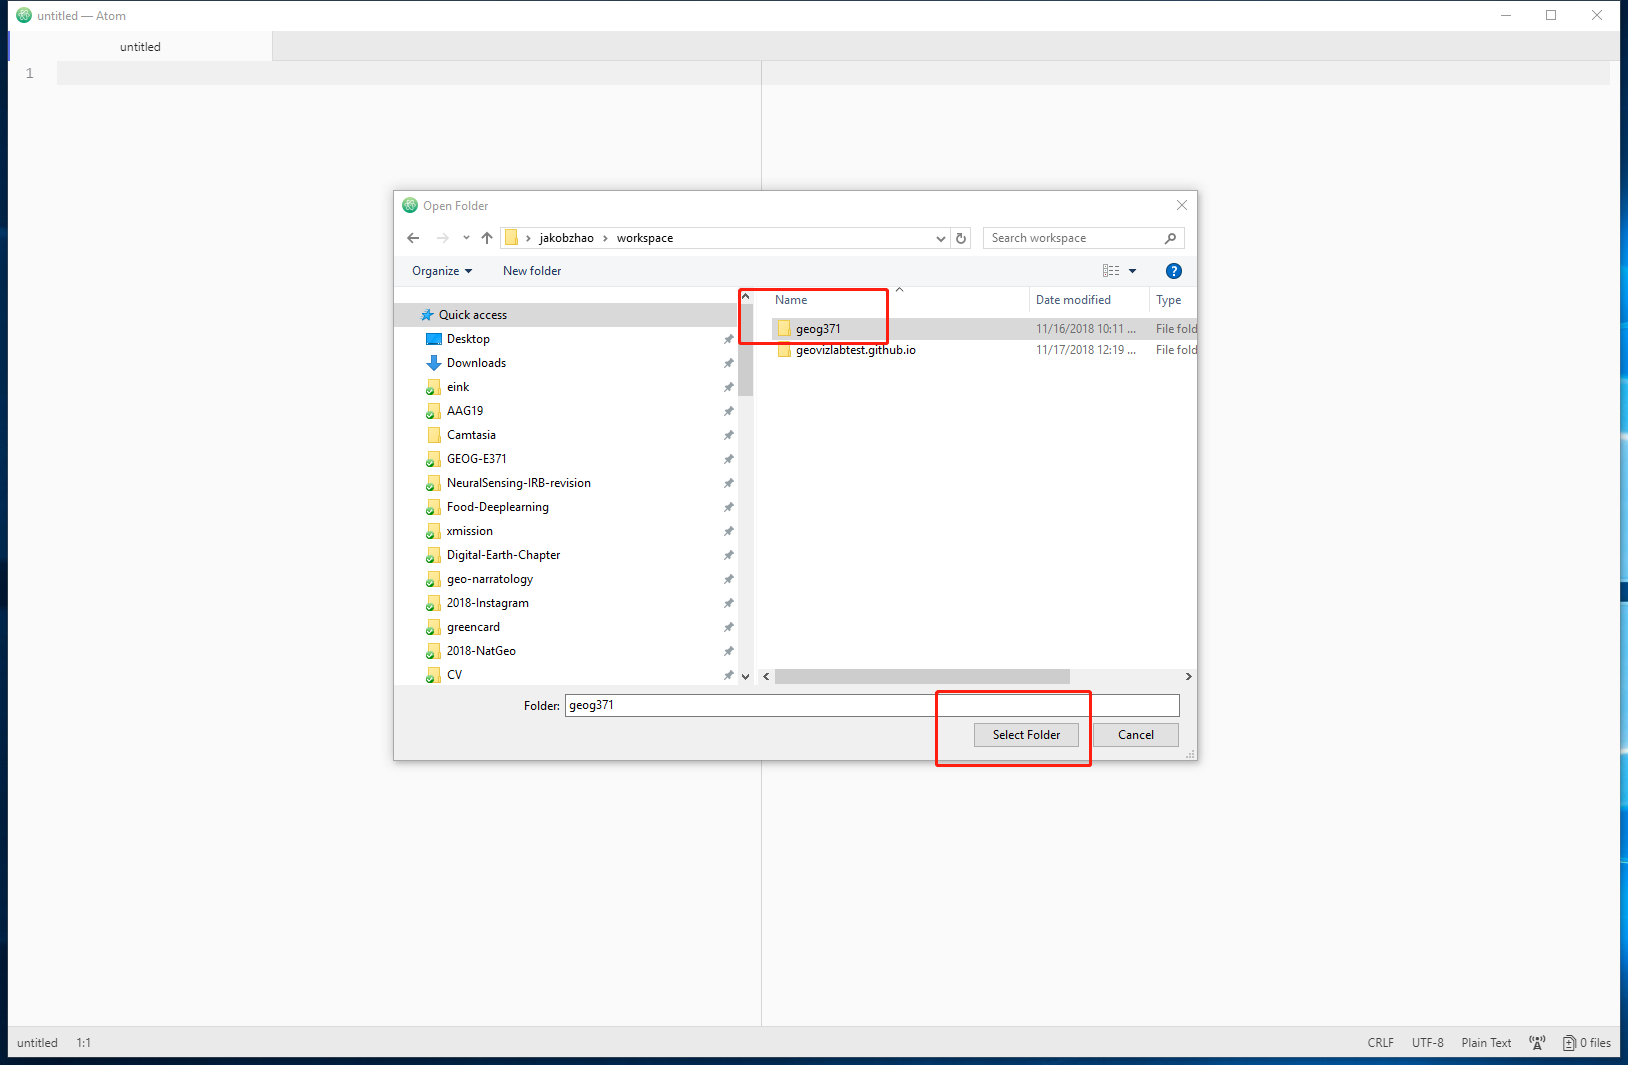 untitled — Atom
untitled
1
Open Folder
jakobzhao > workspace
Search workspace
Organize
New folder
?
Quick access
Desktop
Downloads
eink
AAG19
Camtasia
GEOG-E371
NeuralSensing-IRB-revision
Food-Deeplearning
xmission
Digital-Earth-Chapter
geo-narratology
2018-Instagram
greencard
2018-NatGeo
CV
Name Date modified Type
geog371 11/16/2018 10:11 ... File fold
geovizlabtest.github.io 11/17/2018 12:19 ... File fold
Folder: geog371
Select Folder Cancel
untitled 1:1 CRLF UTF-8 Plain Text 0 files